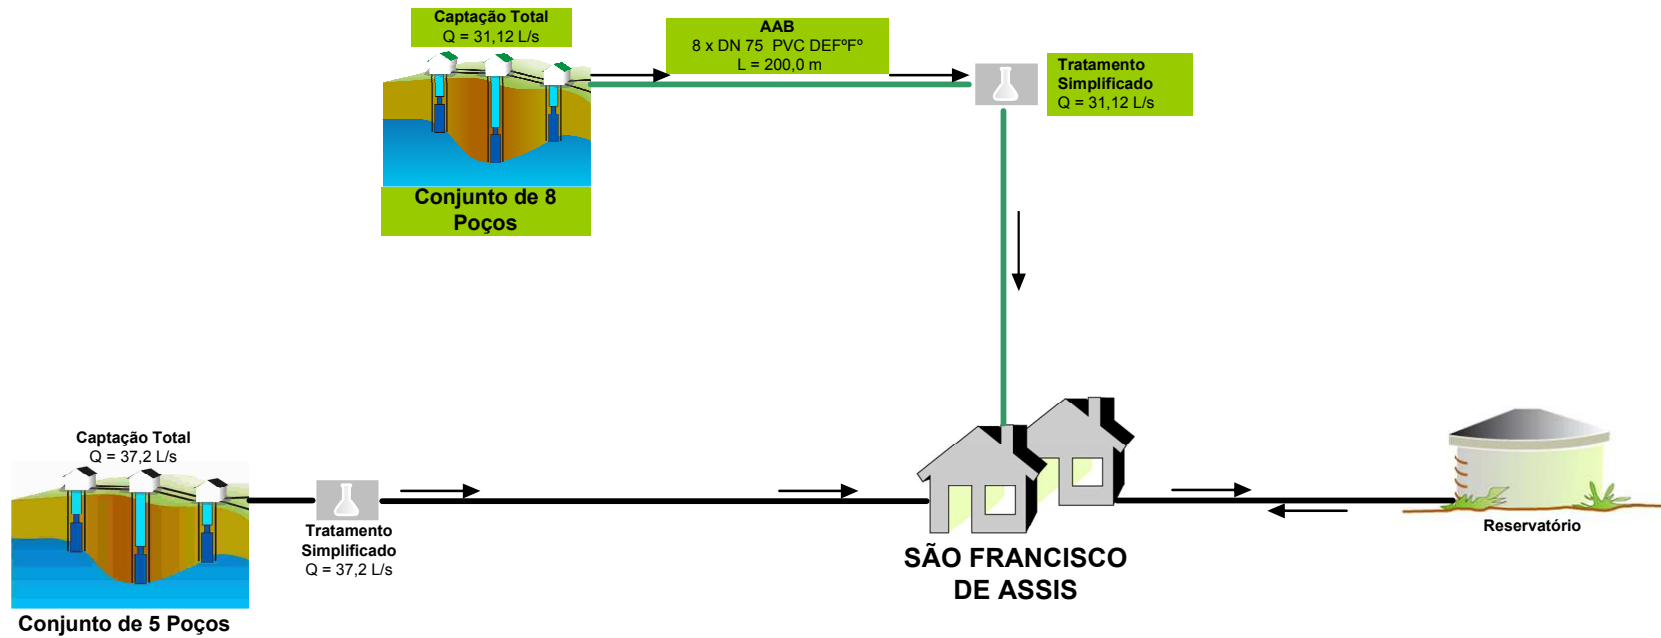 Captação Total
Q = 31,12 L/s
AAB
8 x DN 75 PVC DEFºFº
L = 200,0 m
Tratamento
Simplificado
Q = 31,12 L/s
Conjunto de 8
Poços
Captação Total
Q = 37,2 L/s
Tratamento
Simplificado
Q = 37,2 L/s
Conjunto de 5 Poços
SÃO FRANCISCO
DE ASSIS
Reservatório